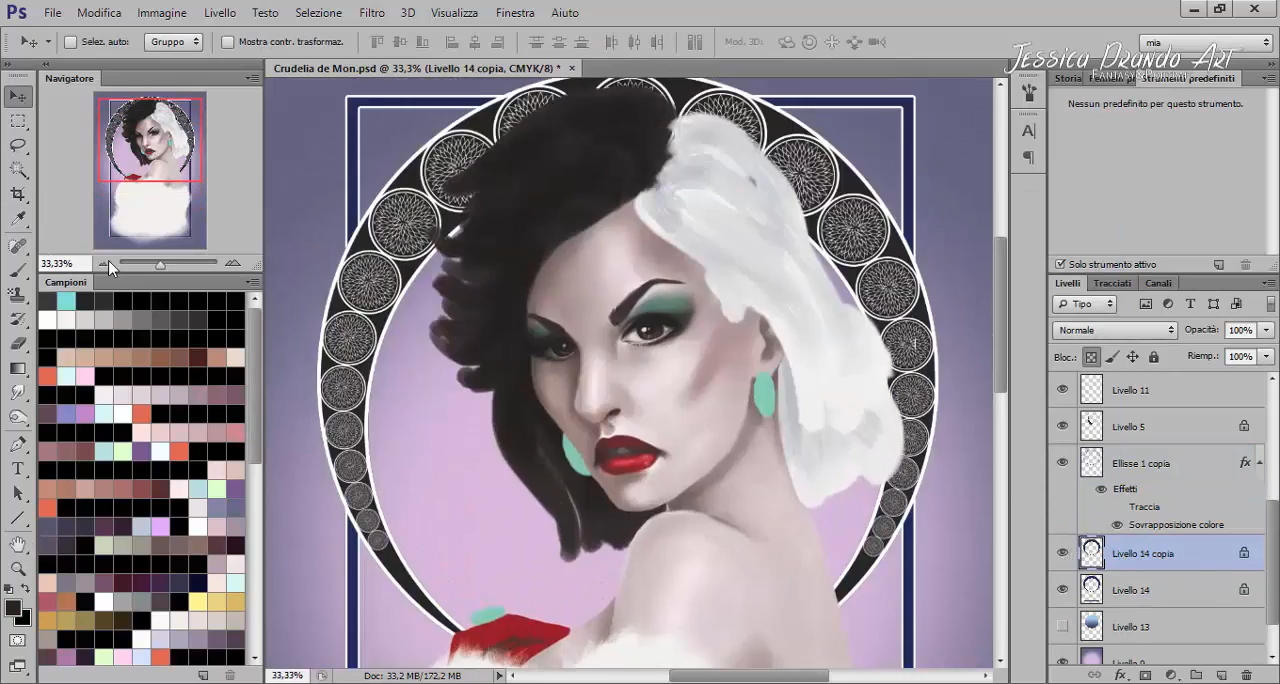 Ps File Modifica Immagine Livello Testo Selezione Filtro 3D Visualizza Finestra Aiuto
Selez. auto: Gruppo Mostra contr. trasformaz. Mod. 3D: mia
Jessica Drando Art
Fantasy&Portrait
Navigatore
Crudelia de Mon.psd @ 33,3% (Livello 14 copia, CMYK/8) *
Storia Strumenti predefiniti
Nessun predefinito per questo strumento.
33,33%
Solo strumento attivo
Campioni
Livelli Tracciati Canali
Tipo
Normale Opacità: 100%
Bloc.: Riemp.: 100%
Livello 11
Livello 5
Ellisse 1 copia fx
Effetti
Traccia
Sovrapposizione colore
Livello 14 copia
Livello 14
Livello 13
33,33% Doc: 33,2 MB/172,2 MB